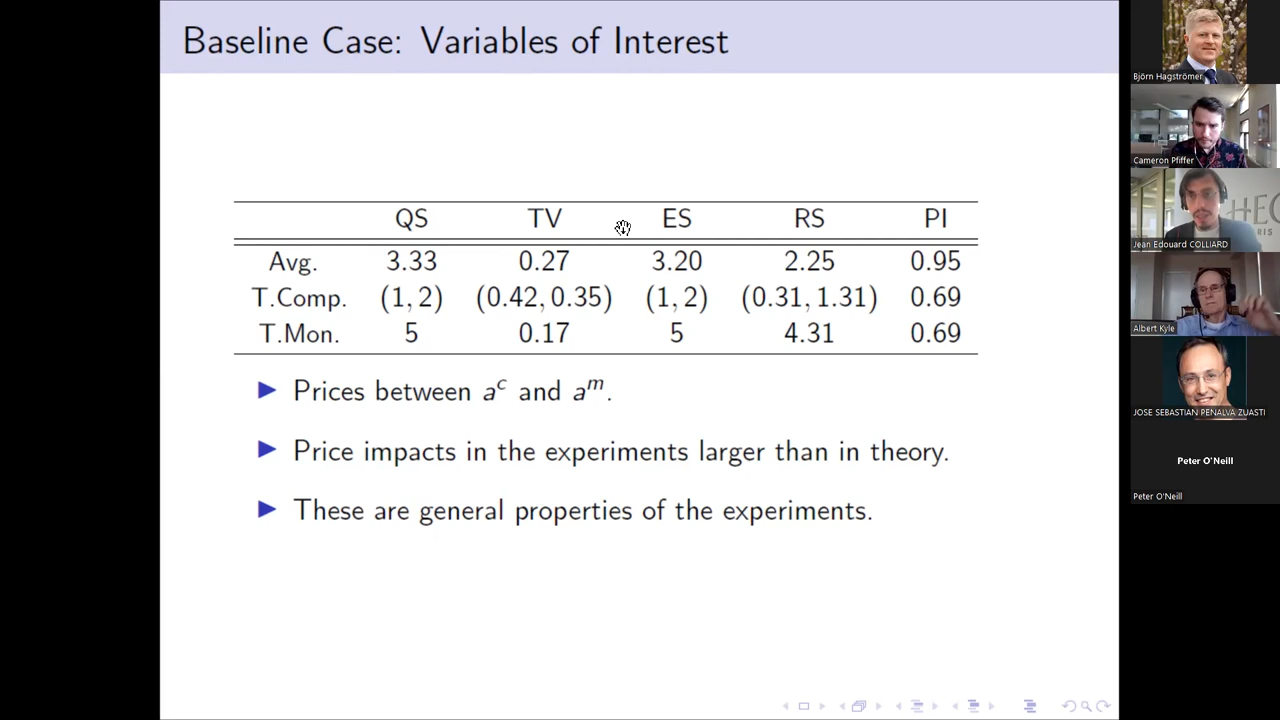 Baseline Case: Variables of Interest
QS TV ES RS PI
Avg. 3.33 0.27 3.20 2.25 0.95
T.Comp. (1, 2) (0.42, 0.35) (1, 2) (0.31, 1.31) 0.69
T.Mon. 5 0.17 5 4.31 0.69
▶ Prices between a^c and a^m.
▶ Price impacts in the experiments larger than in theory.
▶ These are general properties of the experiments.
Björn Hagströmer
Cameron Pfiffer
HEC
ARIS
Jean Edouard COLLIARD
Albert Kyle
JOSE SEBASTIAN PENALVA ZUASTI
Peter O'Neill
Peter O'Neill